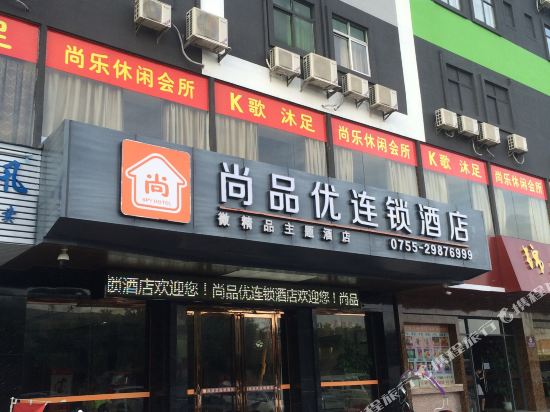 足
尚乐休闲会所
K歌 沐足
尚乐休闲会所
K歌 沐足
尚乐休闲会所
尚
SPY HOTEL
尚品优连锁酒店
微精品主题酒店
0755-29876999
锁酒店欢迎您!尚品优连锁酒店欢迎您!尚品